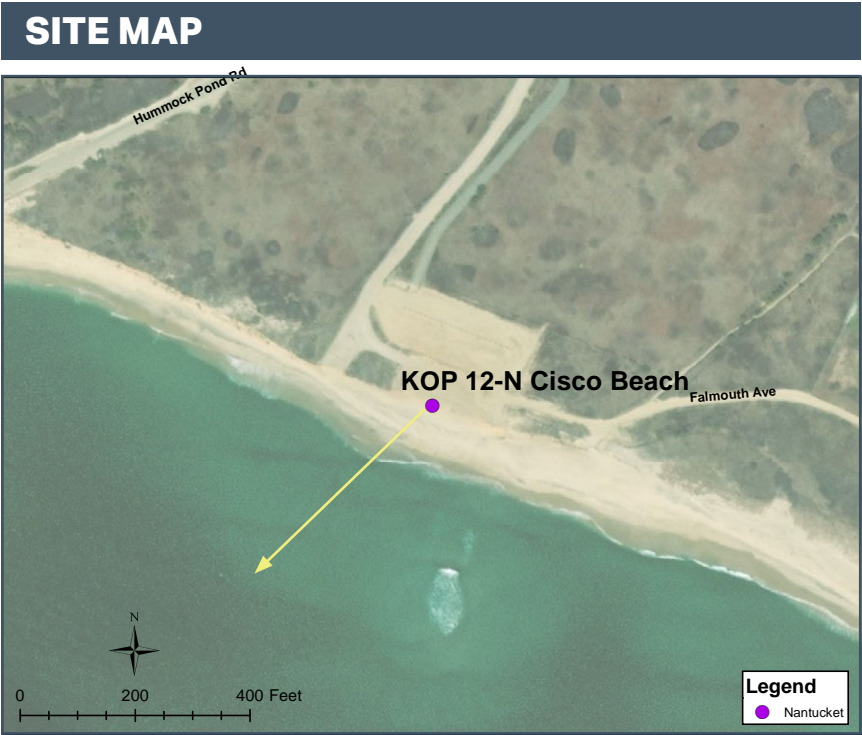 SITE MAP
Hummock Pond Rd
KOP 12-N Cisco Beach
Falmouth Ave
N
0 200 400 Feet
Legend
Nantucket